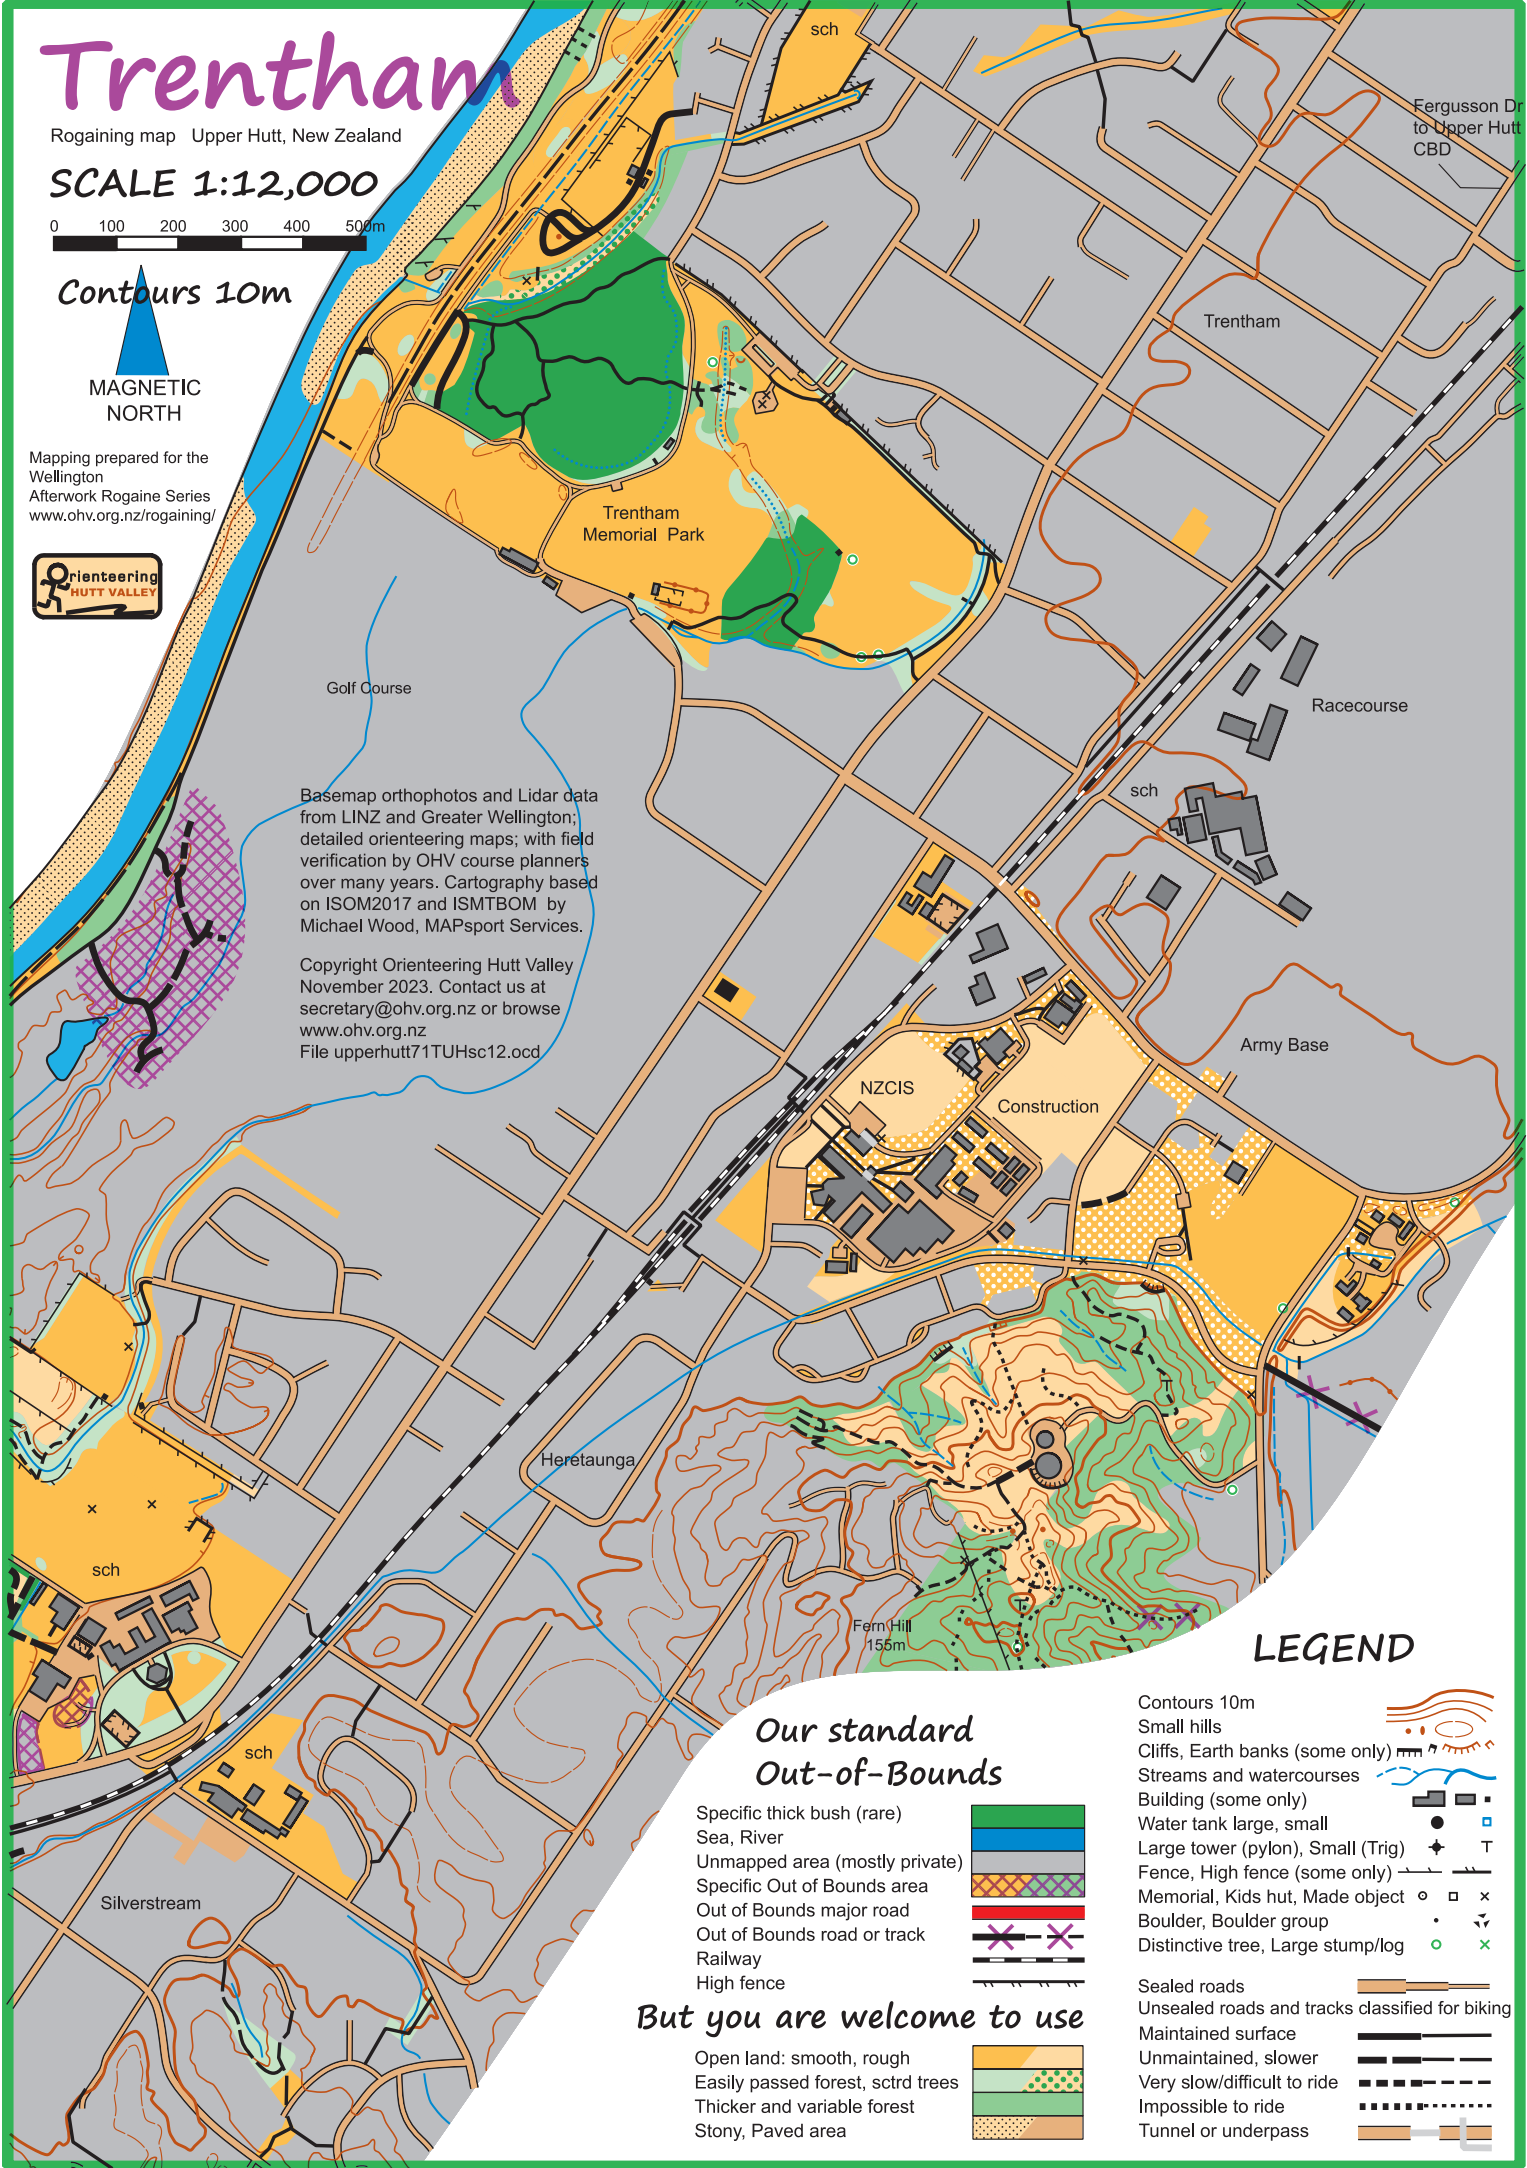 Trentham
Rogaining map Upper Hutt, New Zealand
SCALE 1:12,000
0 100 200 300 400 500m
Contours 10m
MAGNETIC
NORTH
Mapping prepared for the
Wellington
Afterwork Rogaine Series
www.ohv.org.nz/rogaining/
Orienteering
HUTT VALLEY
sch
Fergusson Dr
to Upper Hutt
CBD
Trentham
Trentham
Memorial Park
Golf Course
Racecourse
sch
Basemap orthophotos and Lidar data
from LINZ and Greater Wellington;
detailed orienteering maps; with field
verification by OHV course planners
over many years. Cartography based
on ISOM2017 and ISMTBOM by
Michael Wood, MAPsport Services.
Copyright Orienteering Hutt Valley
November 2023. Contact us at
secretary@ohv.org.nz or browse
www.ohv.org.nz
File upperhutt71TUHsc12.ocd
Army Base
NZCIS
Construction
Heretaunga
sch
Fern Hill
155m
sch
Silverstream
Our standard
Out-of-Bounds
Specific thick bush (rare)
Sea, River
Unmapped area (mostly private)
Specific Out of Bounds area
Out of Bounds major road
Out of Bounds road or track
Railway
High fence
But you are welcome to use
Open land: smooth, rough
Easily passed forest, sctrd trees
Thicker and variable forest
Stony, Paved area
LEGEND
Contours 10m
Small hills
Cliffs, Earth banks (some only)
Streams and watercourses
Building (some only)
Water tank large, small
Large tower (pylon), Small (Trig)
Fence, High fence (some only)
Memorial, Kids hut, Made object
Boulder, Boulder group
Distinctive tree, Large stump/log
Sealed roads
Unsealed roads and tracks classified for biking
Maintained surface
Unmaintained, slower
Very slow/difficult to ride
Impossible to ride
Tunnel or underpass